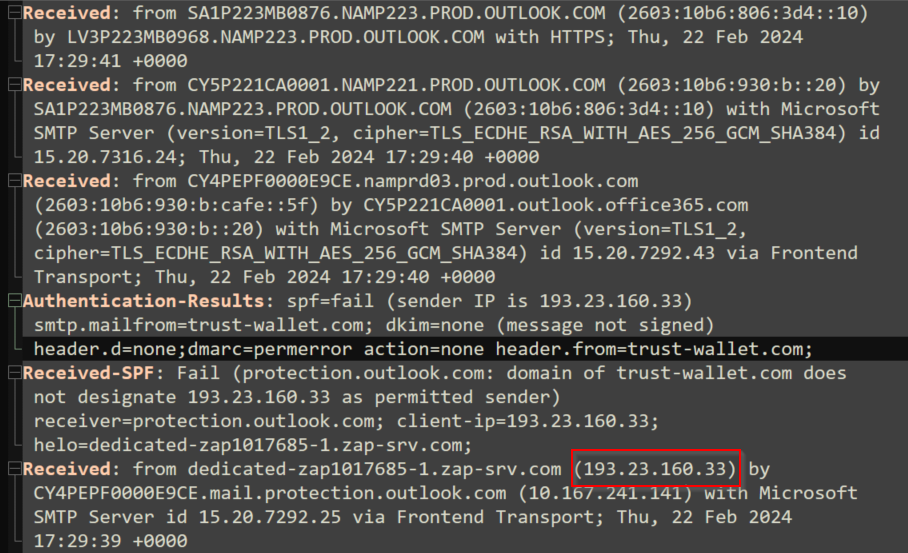 Received: from SA1P223MB0876.NAMP223.PROD.OUTLOOK.COM (2603:10b6:806:3d4::10)
by LV3P223MB0968.NAMP223.PROD.OUTLOOK.COM with HTTPS; Thu, 22 Feb 2024
17:29:41 +0000
Received: from CY5P221CA0001.NAMP221.PROD.OUTLOOK.COM (2603:10b6:930:b::20) by
SA1P223MB0876.NAMP223.PROD.OUTLOOK.COM (2603:10b6:806:3d4::10) with Microsoft
SMTP Server (version=TLS1_2, cipher=TLS_ECDHE_RSA_WITH_AES_256_GCM_SHA384) id
15.20.7316.24; Thu, 22 Feb 2024 17:29:40 +0000
Received: from CY4PEPF0000E9CE.namprd03.prod.outlook.com
(2603:10b6:930:b:cafe::5f) by CY5P221CA0001.outlook.office365.com
(2603:10b6:930:b::20) with Microsoft SMTP Server (version=TLS1_2,
cipher=TLS_ECDHE_RSA_WITH_AES_256_GCM_SHA384) id 15.20.7292.43 via Frontend
Transport; Thu, 22 Feb 2024 17:29:40 +0000
Authentication-Results: spf=fail (sender IP is 193.23.160.33)
smtp.mailfrom=trust-wallet.com; dkim=none (message not signed)
header.d=none;dmarc=permerror action=none header.from=trust-wallet.com;
Received-SPF: Fail (protection.outlook.com: domain of trust-wallet.com does
not designate 193.23.160.33 as permitted sender)
receiver=protection.outlook.com; client-ip=193.23.160.33;
helo=dedicated-zap1017685-1.zap-srv.com;
Received: from dedicated-zap1017685-1.zap-srv.com (193.23.160.33) by
CY4PEPF0000E9CE.mail.protection.outlook.com (10.167.241.141) with Microsoft
SMTP Server id 15.20.7292.25 via Frontend Transport; Thu, 22 Feb 2024
17:29:39 +0000